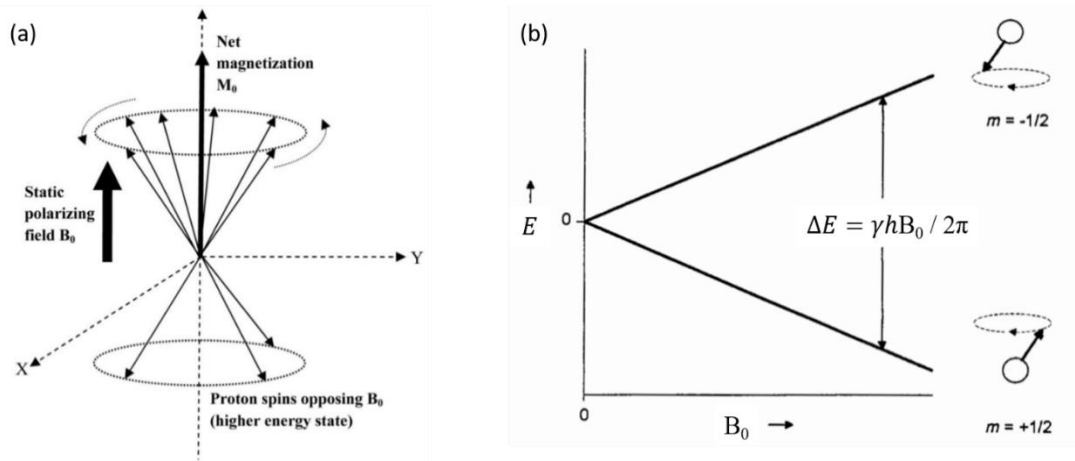 (a)
Net
magnetization
M₀
Static
polarizing
field B₀
Y
X
Proton spins opposing B₀
(higher energy state)
(b)
E
0
ΔE = γhB₀ / 2π
m = -1/2
m = +1/2
0
B₀